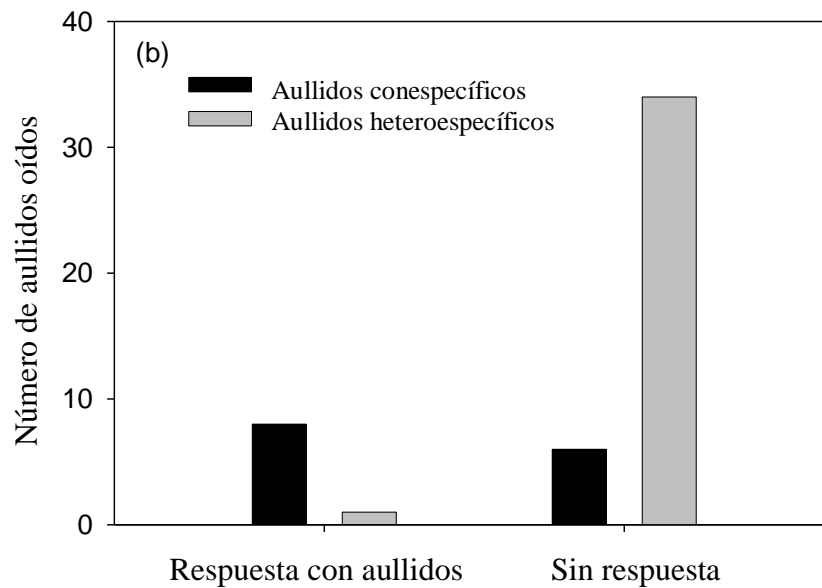 40
(b)
Aullidos conespecíficos
Aullidos heteroespecíficos
30
20
10
0
Número de aullidos oídos
Respuesta con aullidos
Sin respuesta